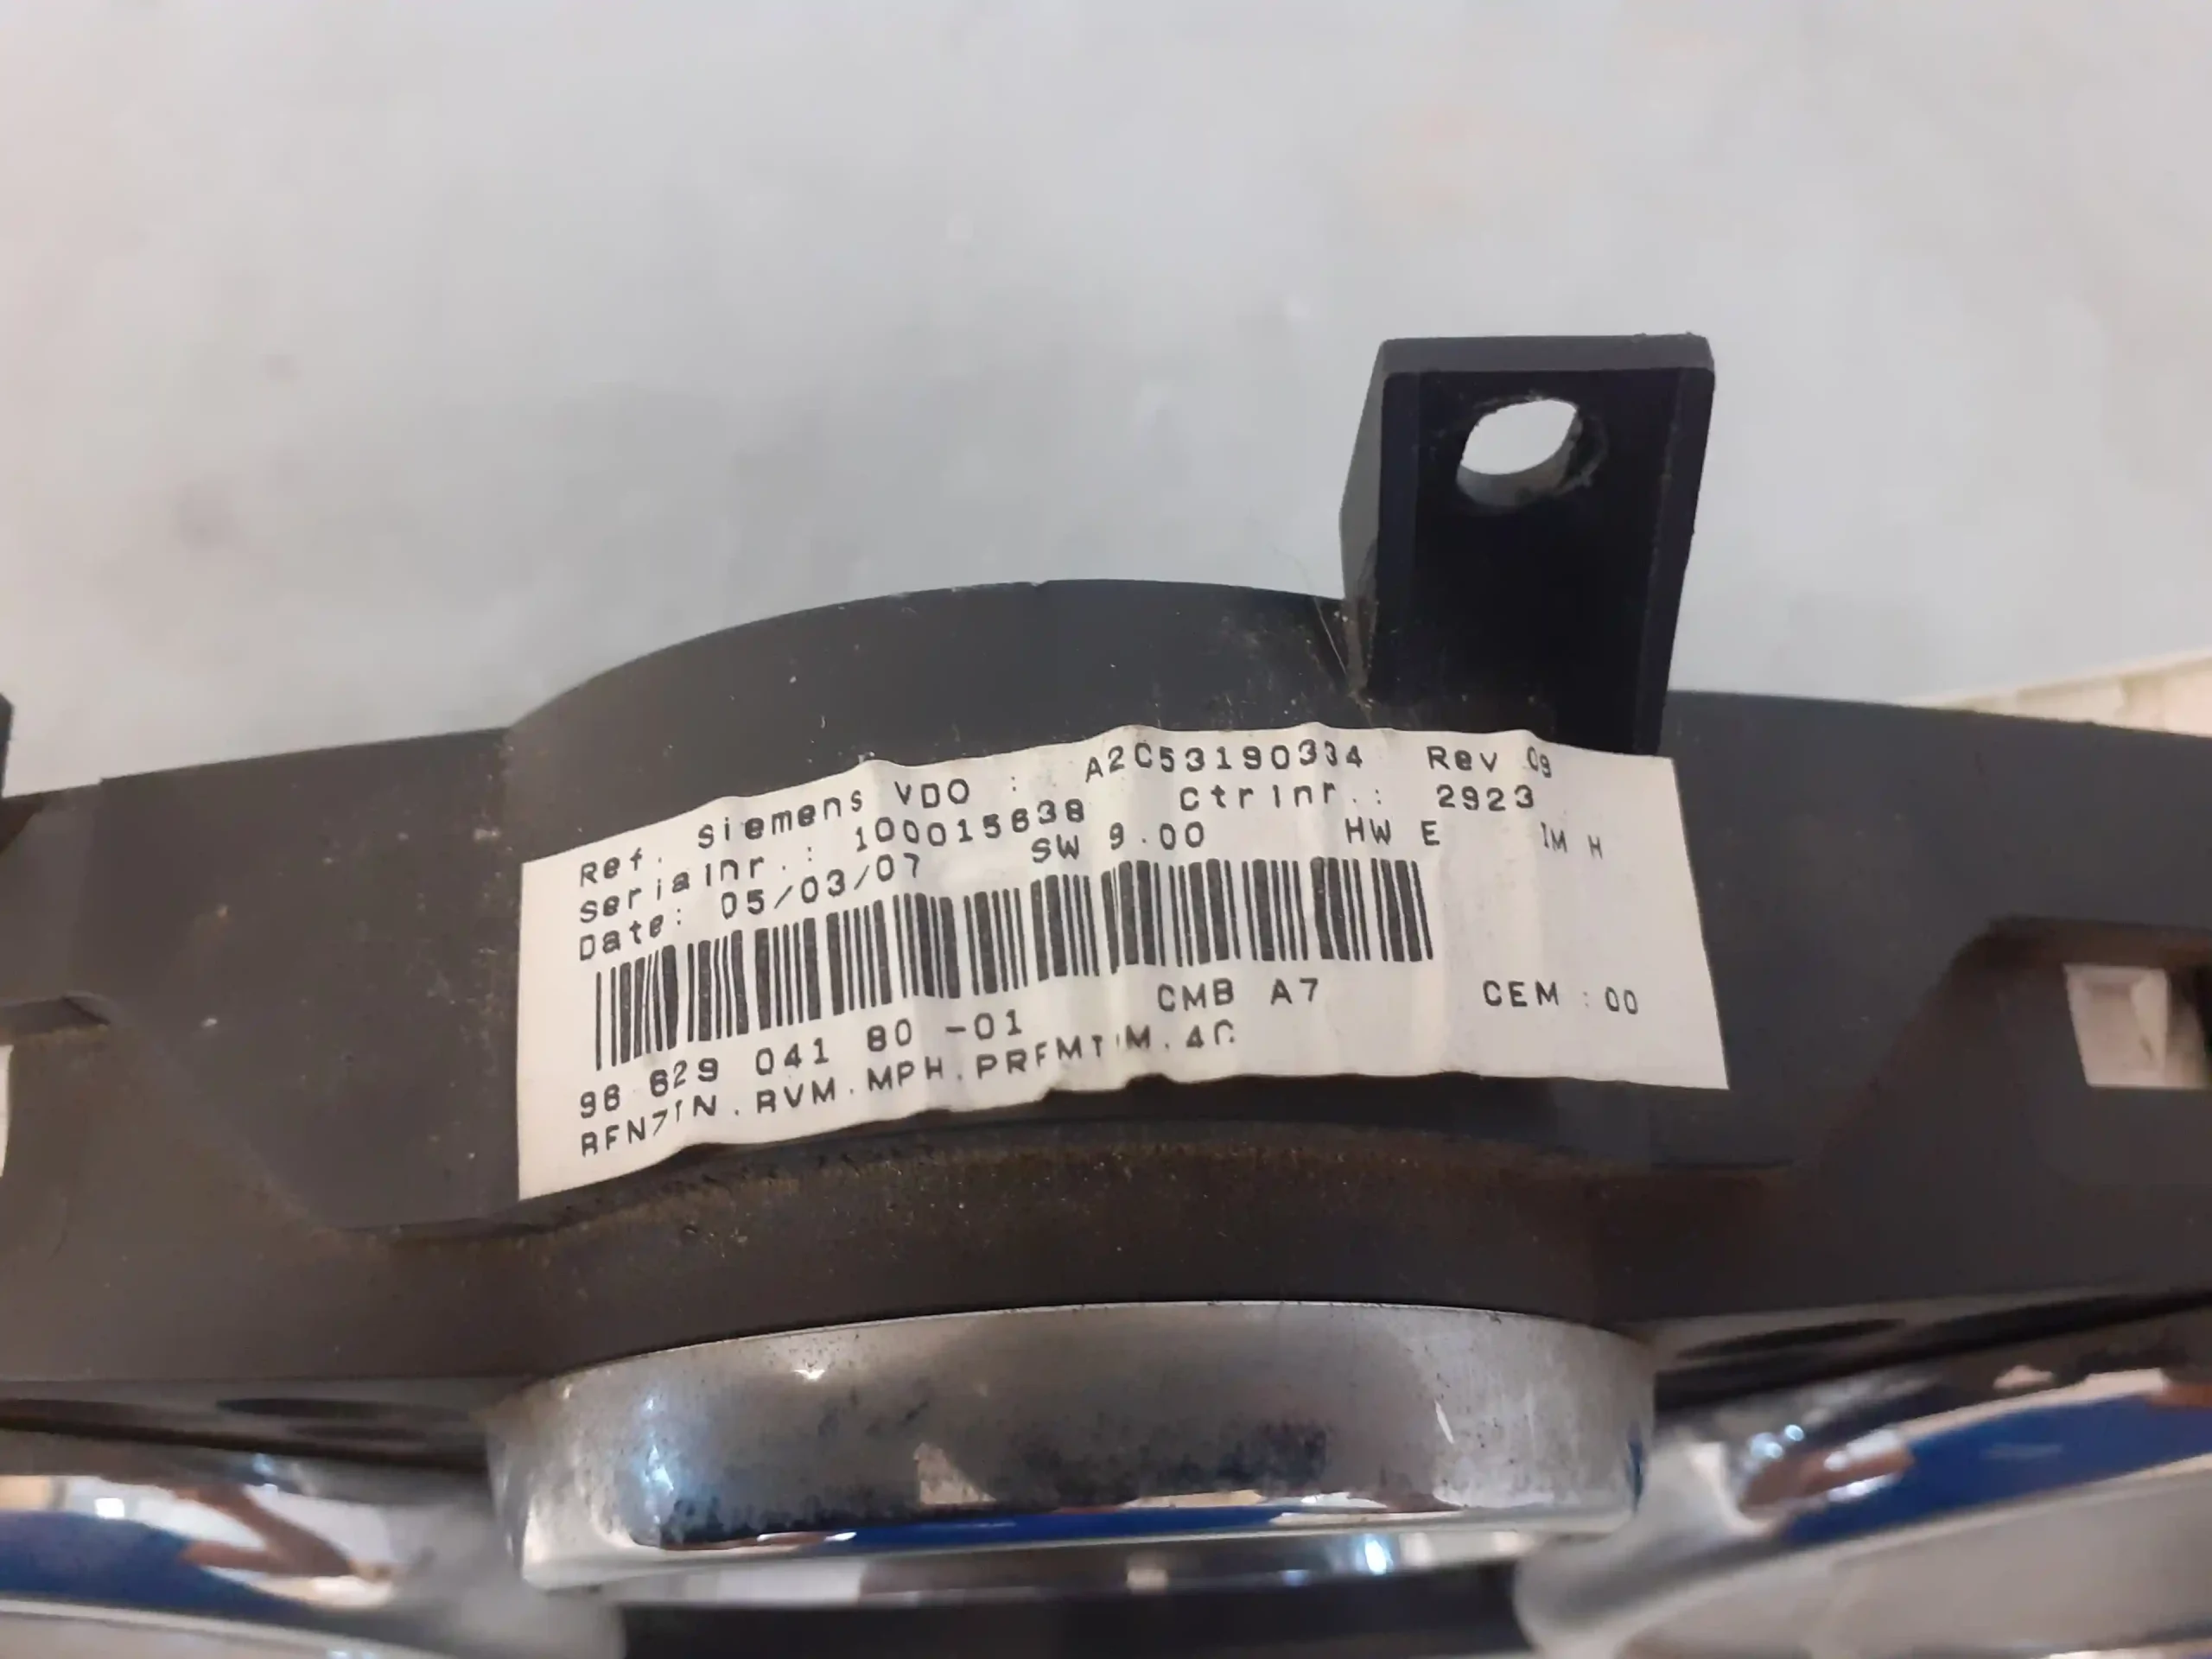 Ref. Siemens VDO : A2C53190334 Rev 09
Serialnr.: 100015638 Ctrlnr.: 2923
Date: 05/03/07 SW 9.00 HW E IM H
96 629 041 80 -01 CMB A7 CEM :00